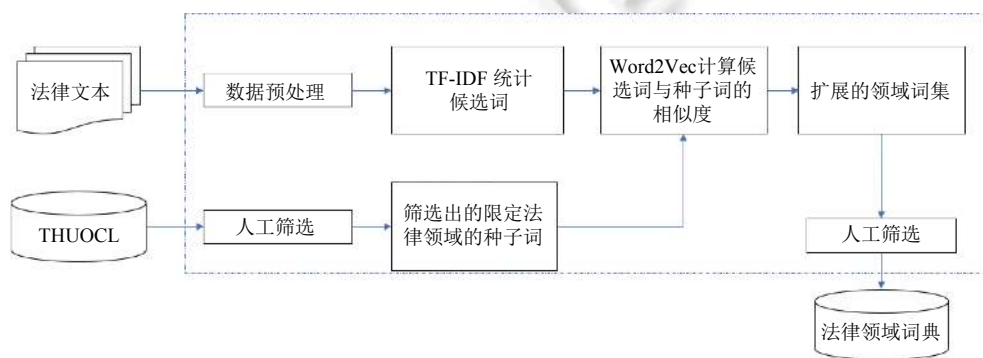 法律文本
数据预处理
TF-IDF 统计
候选词
Word2Vec计算候
选词与种子词的
相似度
扩展的领域词集
THUOCL
人工筛选
筛选出的限定法
律领域的种子词
人工筛选
法律领域词典